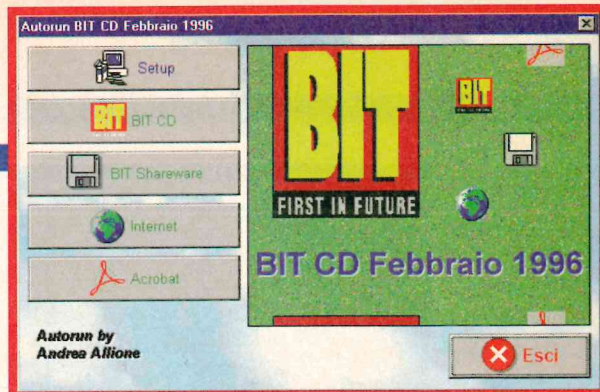 Autorun BIT CD Febbraio 1996
Setup
BIT CD
BIT Shareware
Internet
Acrobat
BIT
FIRST IN FUTURE
BIT
BIT CD Febbraio 1996
Autorun by
Andrea Allione
Esci